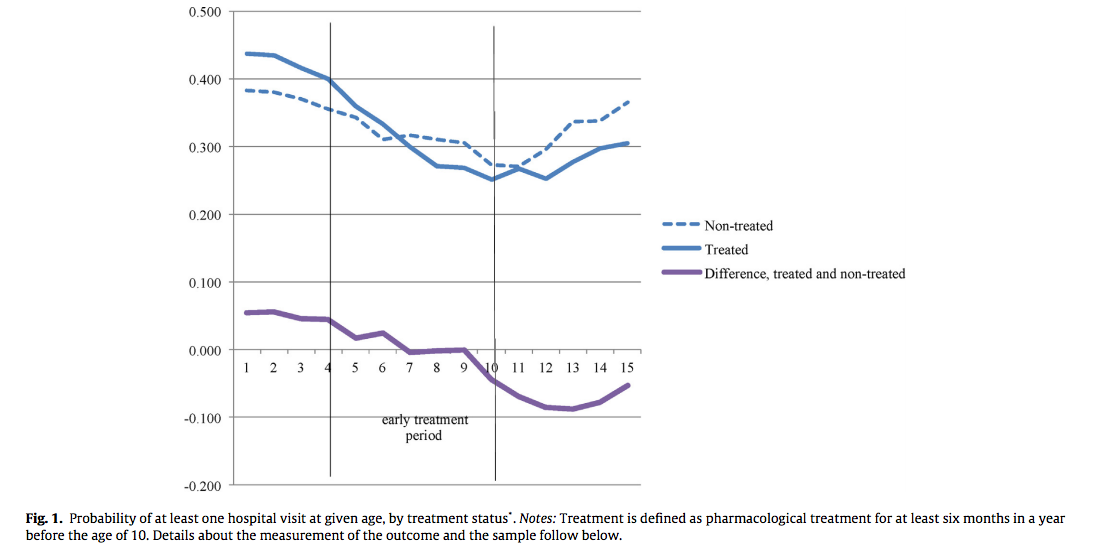 0.500
0.400
0.300
0.200
0.100
0.000
-0.100
-0.200
1 2 3 4 5 6 7 8 9 10 11 12 13 14 15
early treatment
period
Non-treated
Treated
Difference, treated and non-treated
Fig. 1. Probability of at least one hospital visit at given age, by treatment status*. Notes: Treatment is defined as pharmacological treatment for at least six months in a year
before the age of 10. Details about the measurement of the outcome and the sample follow below.